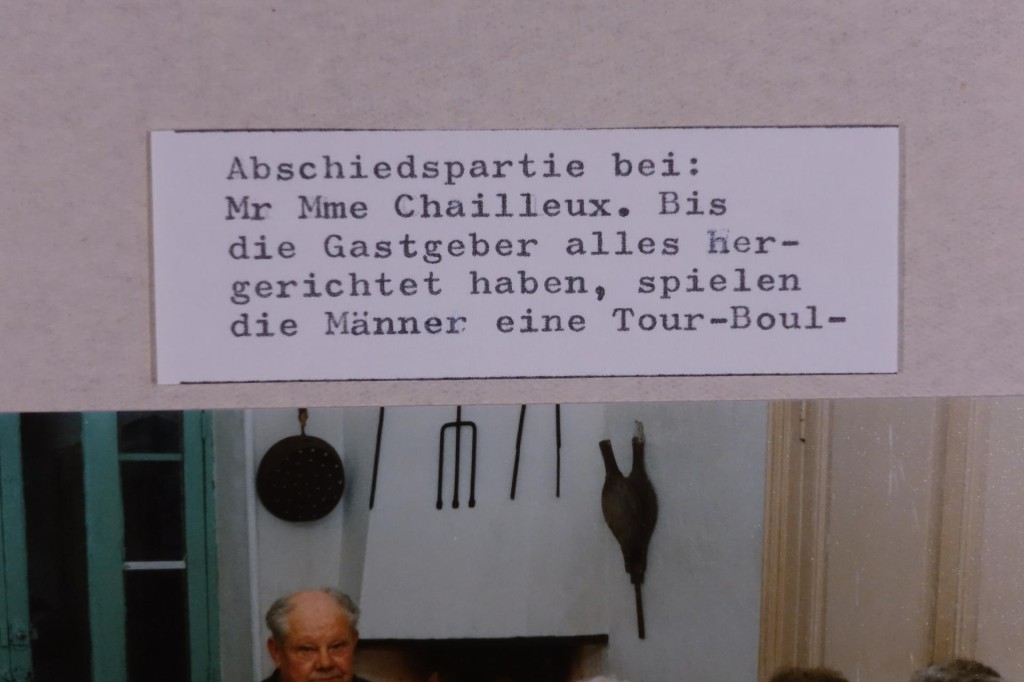 Abschiedspartie bei:
Mr Mme Chailleux. Bis
die Gastgeber alles her-
gerichtet haben, spielen
die Männer eine Tour-Boul-